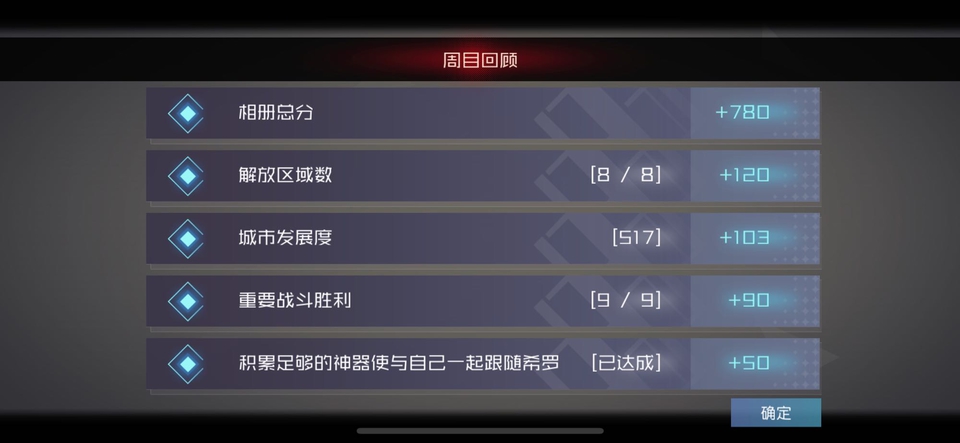 周目回顾
相册总分 +780
解放区域数 [8 / 8] +120
城市发展度 [517] +103
重要战斗胜利 [9 / 9] +90
积累足够的神器使与自己一起跟随希罗 [已达成] +50
确定